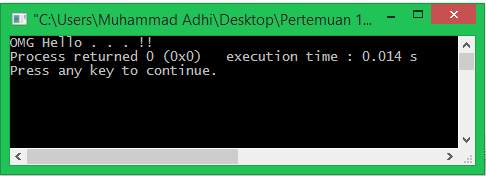 "C:\Users\Muhammad Adhi\Desktop\Pertemuan 1...
OMG Hello . . . !!
Process returned 0 (0x0)   execution time : 0.014 s
Press any key to continue.